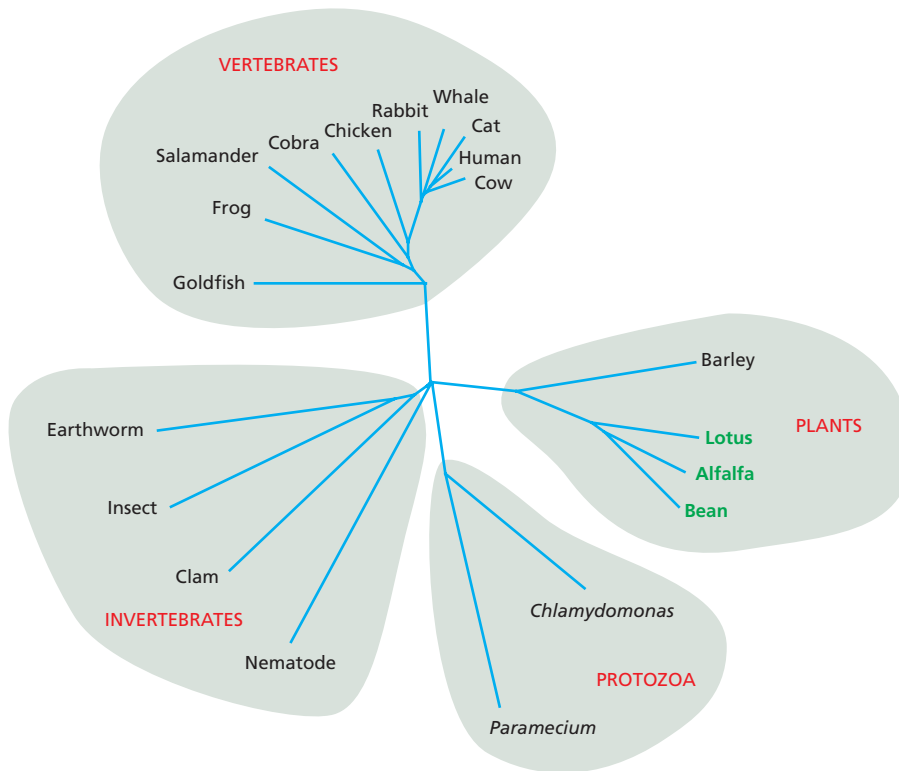 VERTEBRATES
Whale
Rabbit
Cat
Chicken
Cobra
Human
Salamander
Cow
Frog
Goldfish
Barley
Earthworm
Lotus
PLANTS
Alfalfa
Insect
Bean
Clam
Chlamydomonas
INVERTEBRATES
Nematode
PROTOZOA
Paramecium